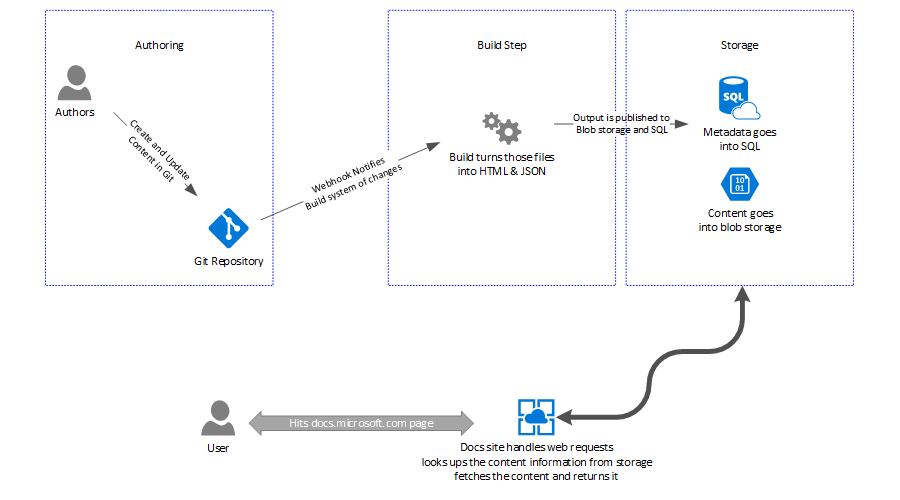 Authoring
Build Step
Storage
Authors
Create and Update
Content in Git
Git Repository
Webhook Notifies
Build system of changes
Build turns those files
into HTML & JSON
Output is published to
Blob storage and SQL
SQL
Metadata goes
into SQL
10
01
Content goes
into blob storage
User
Hits docs.microsoft.com page
Docs site handles web requests
looks ups the content information from storage
fetches the content and returns it